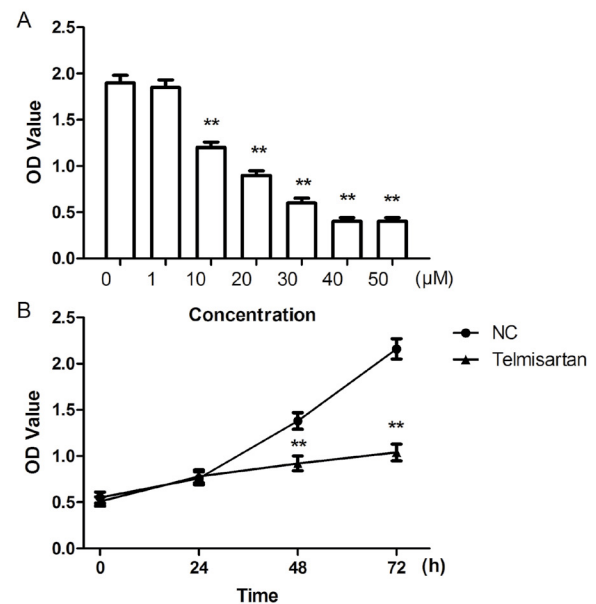 A
2.5
2.0
1.5
1.0
0.5
0.0
OD Value
**
**
**
**
**
0 1 10 20 30 40 50 (µM)
Concentration
B
2.5
2.0
1.5
1.0
0.5
0.0
OD Value
NC
Telmisartan
**
**
0 24 48 72 (h)
Time